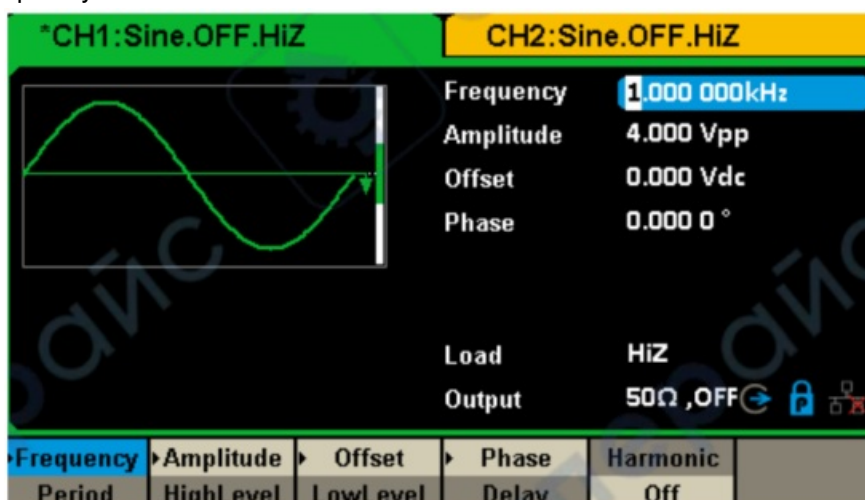 *CH1:Sine.OFF.HiZ CH2:Sine.OFF.HiZ
Frequency 1.000 000kHz
Amplitude 4.000 Vpp
Offset 0.000 Vdc
Phase 0.000 0 °
Load HiZ
Output 50Ω ,OFF P
Frequency Amplitude Offset Phase Harmonic
Period HighLevel LowLevel Delay Off